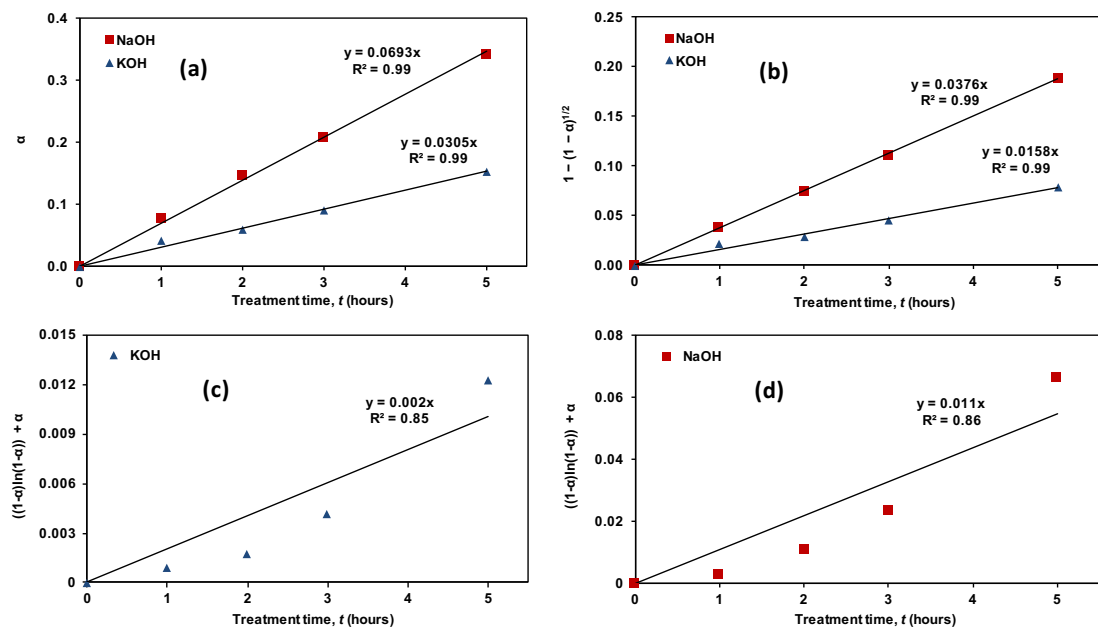 0.4
0.3
0.2
0.1
0.0
α
NaOH
KOH
(a)
y = 0.0693x
R² = 0.99
y = 0.0305x
R² = 0.99
0 1 2 3 4 5
Treatment time, t (hours)
0.25
0.20
0.15
0.10
0.05
0.00
1 − (1 − α)^1/2
NaOH
KOH
(b)
y = 0.0376x
R² = 0.99
y = 0.0158x
R² = 0.99
0 1 2 3 4 5
Treatment time, t (hours)
0.015
0.012
0.009
0.006
0.003
0
((1-α)ln(1-α)) + α
KOH
(c)
y = 0.002x
R² = 0.85
0 1 2 3 4 5
Treatment time, t (hours)
0.08
0.06
0.04
0.02
0
((1-α)ln(1-α)) + α
NaOH
(d)
y = 0.011x
R² = 0.86
0 1 2 3 4 5
Treatment time, t (hours)